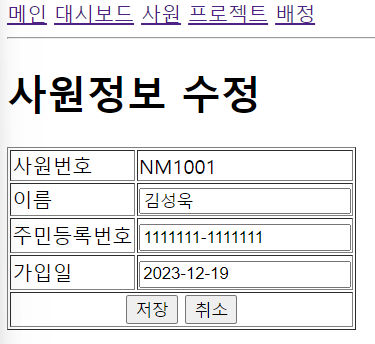 메인 대시보드 사원 프로젝트 배정
사원정보 수정
사원번호 NM1001
이름 김성욱
주민등록번호 1111111-1111111
가입일 2023-12-19
저장 취소